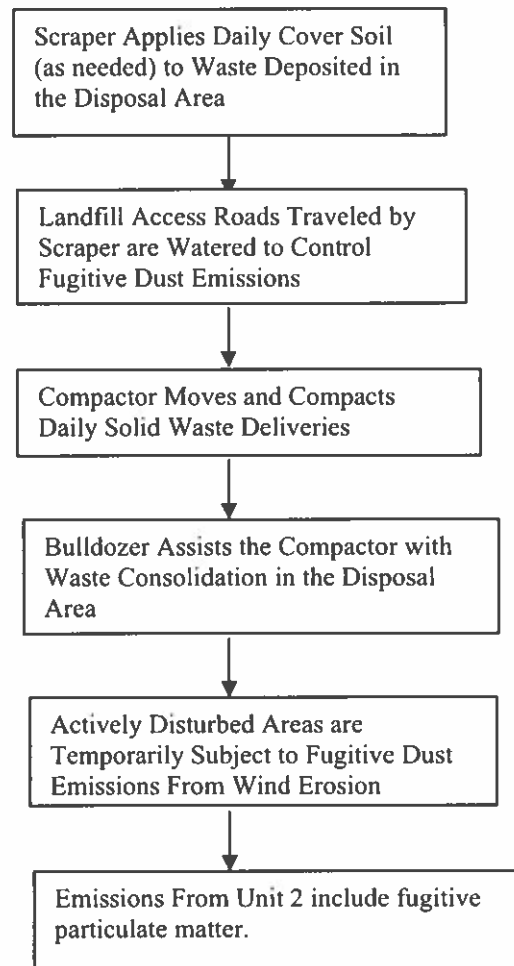 Scraper Applies Daily Cover Soil
(as needed) to Waste Deposited in
the Disposal Area
Landfill Access Roads Traveled by
Scraper are Watered to Control
Fugitive Dust Emissions
Compactor Moves and Compacts
Daily Solid Waste Deliveries
Bulldozer Assists the Compactor with
Waste Consolidation in the Disposal
Area
Actively Disturbed Areas are
Temporarily Subject to Fugitive Dust
Emissions From Wind Erosion
Emissions From Unit 2 include fugitive
particulate matter.